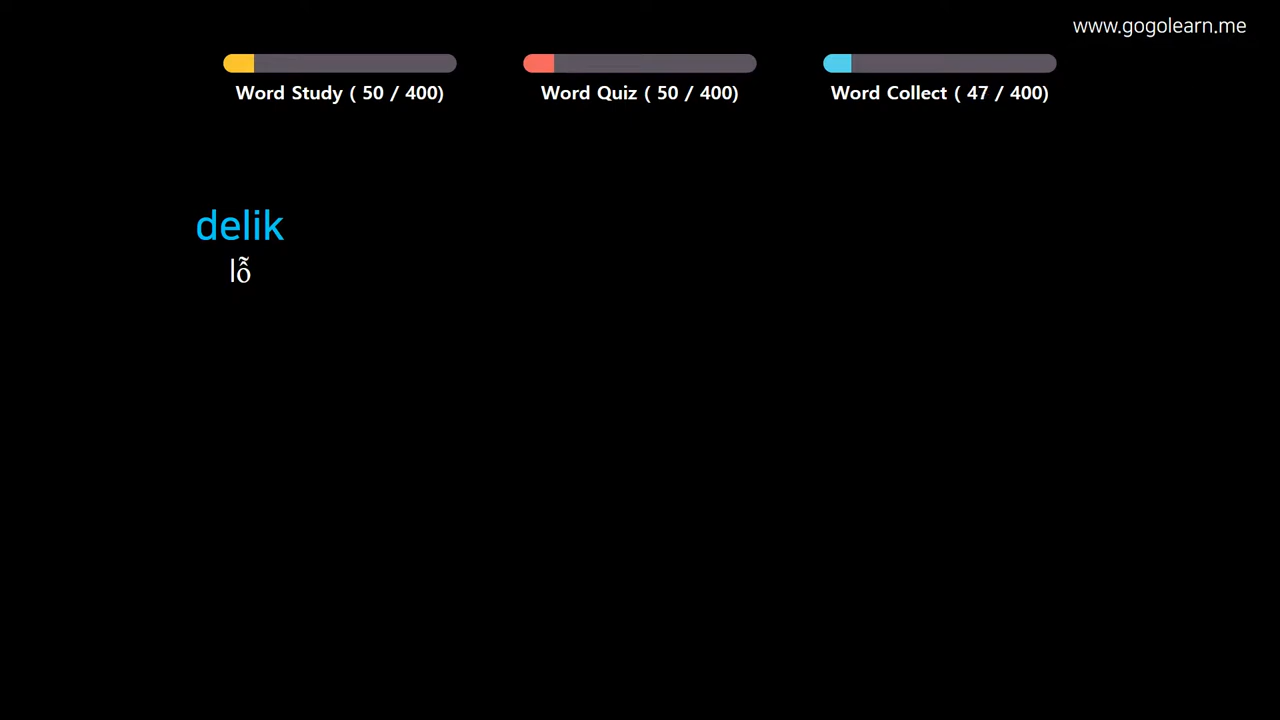 www.gogolearn.me
Word Study ( 50 / 400)
Word Quiz ( 50 / 400)
Word Collect ( 47 / 400)
delik
lỗ